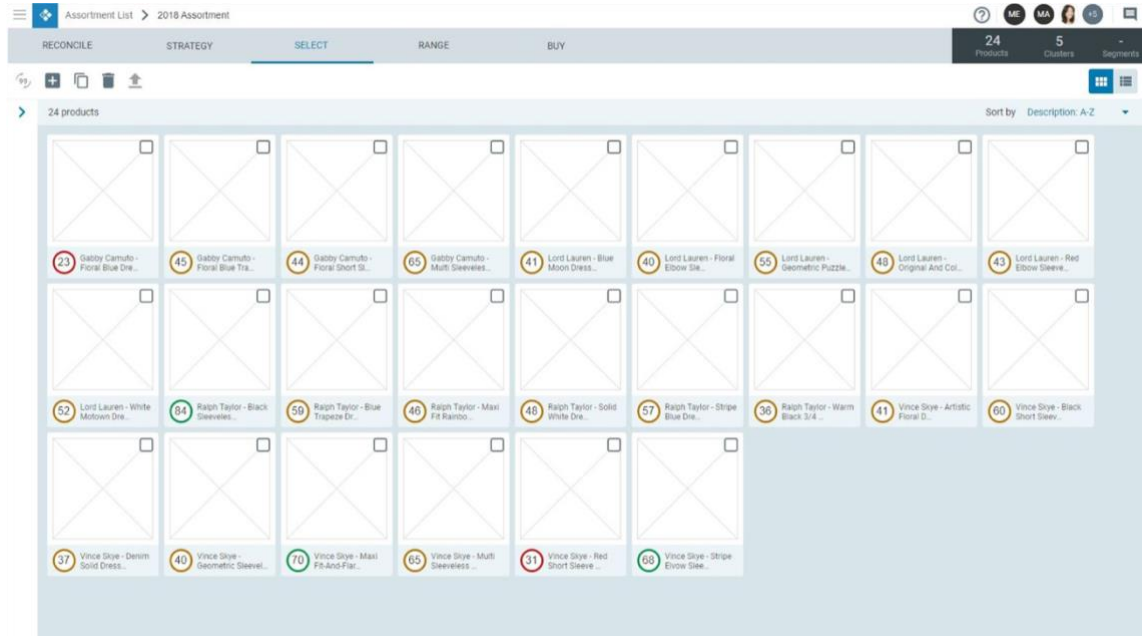 Assortment List > 2018 Assortment
ME MA +5
RECONCILE STRATEGY SELECT RANGE BUY
24 5 -
Products Clusters Segments
24 products Sort by Description: A-Z
23 Gabby Camuto -
Floral Blue Dre...
45 Gabby Camuto -
Floral Blue Tra...
44 Gabby Camuto -
Floral Short Sl...
65 Gabby Camuto -
Multi Sleeveles...
41 Lord Lauren - Blue
Moon Dress...
40 Lord Lauren - Floral
Elbow Sle...
55 Lord Lauren -
Geometric Puzzle...
48 Lord Lauren -
Original And Col...
43 Lord Lauren - Red
Elbow Sleeve...
52 Lord Lauren - White
Motown Dre...
84 Ralph Taylor - Black
Sleeveles...
59 Ralph Taylor - Blue
Trapeze Dr...
46 Ralph Taylor - Maxi
Fit Rainbo...
48 Ralph Taylor - Solid
White Dre...
57 Ralph Taylor - Stripe
Blue Dre...
36 Ralph Taylor - Warm
Black 3/4 ...
41 Vince Skye - Artistic
Floral D...
60 Vince Skye - Black
Short Sleev...
37 Vince Skye - Denim
Solid Dress...
40 Vince Skye -
Geometric Sleevel...
70 Vince Skye - Maxi
Fit-And-Flar...
65 Vince Skye - Multi
Sleeveless ...
31 Vince Skye - Red
Short Sleeve ...
68 Vince Skye - Stripe
Elvow Slee...